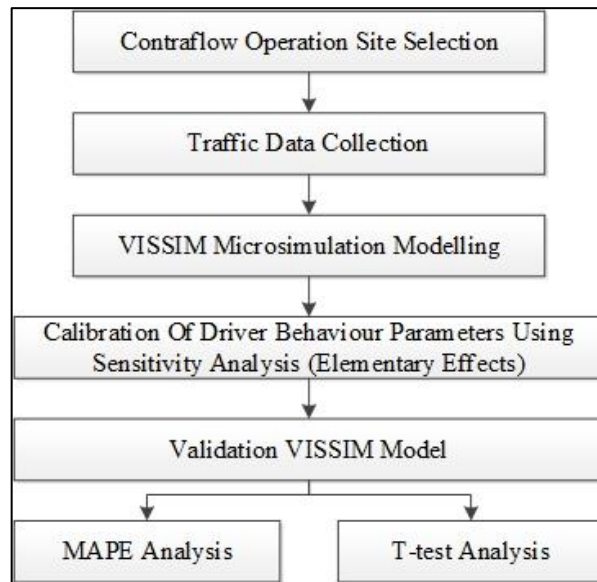 Contraflow Operation Site Selection
Traffic Data Collection
VISSIM Microsimulation Modelling
Calibration Of Driver Behaviour Parameters Using
Sensitivity Analysis (Elementary Effects)
Validation VISSIM Model
MAPE Analysis
T-test Analysis